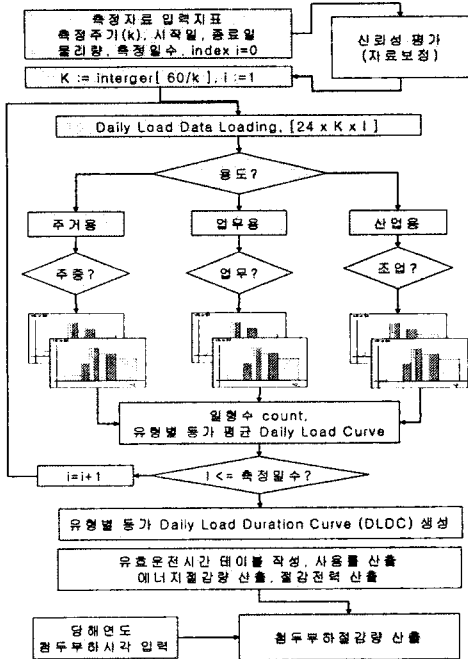 측정자료 입력지표
측정주기(k), 시작일, 종료일
물리량, 측정일수, index i=0
신뢰성 평가
(자료보정)
K := interger[ 60/k ], i :=1
Daily Load Data Loading, [24 x K x I ]
용도?
주거용
업무용
산업용
주중?
업무?
조업?
일형수 count,
유형별 등가 평균 Daily Load Curve
i=i+1
I <= 측정일수?
유형별 등가 Daily Load Duration Curve (DLDC) 생성
유효운전시간 테이블 작성, 사용률 산출
에너지절감량 산출, 절감전력 산출
당해연도
첨두부하시각 입력
첨두부하절감량 산출